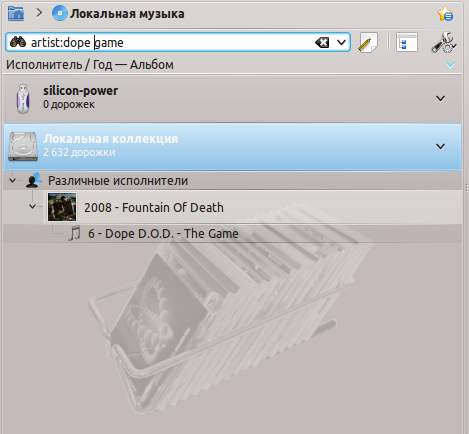 Локальная музыка
artist:dope game
Исполнитель / Год — Альбом
silicon-power
0 дорожек
Локальная коллекция
2 632 дорожки
Различные исполнители
2008 - Fountain Of Death
6 - Dope D.O.D. - The Game